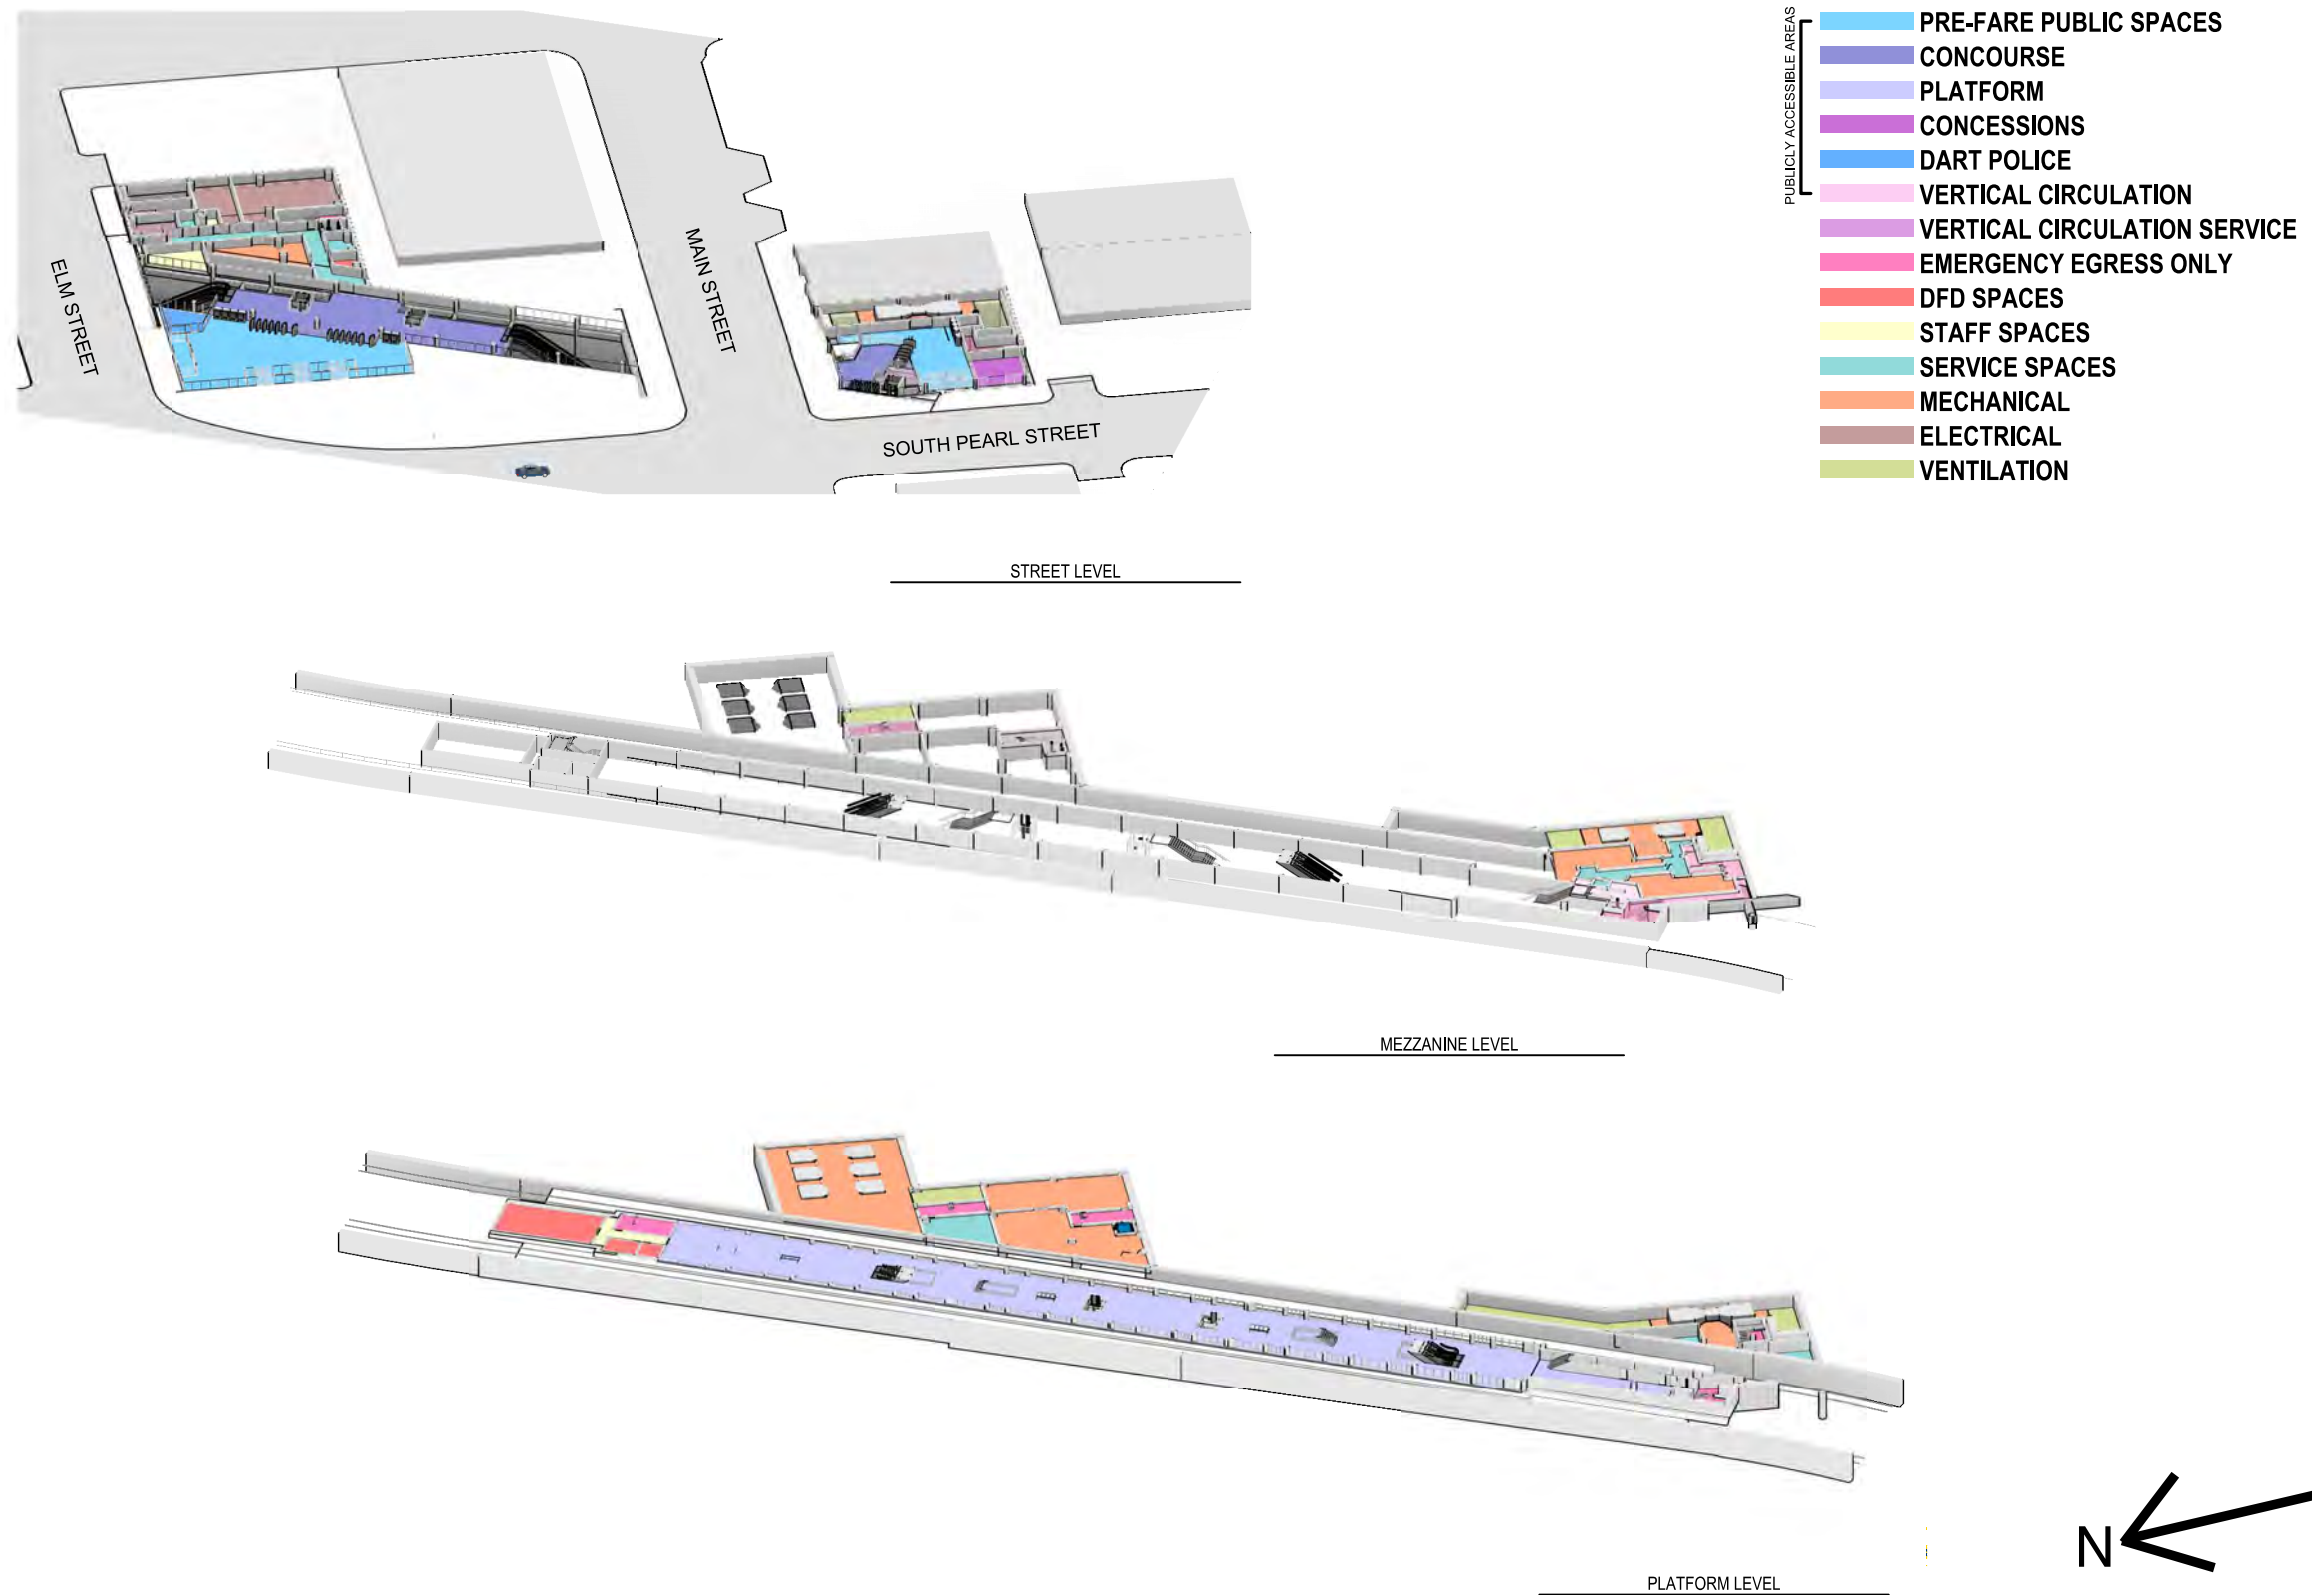 PUBLICLY ACCESSIBLE AREAS
PRE-FARE PUBLIC SPACES
CONCOURSE
PLATFORM
CONCESSIONS
DART POLICE
VERTICAL CIRCULATION
VERTICAL CIRCULATION SERVICE
EMERGENCY EGRESS ONLY
DFD SPACES
STAFF SPACES
SERVICE SPACES
MECHANICAL
ELECTRICAL
VENTILATION
ELM STREET
MAIN STREET
SOUTH PEARL STREET
STREET LEVEL
MEZZANINE LEVEL
N
PLATFORM LEVEL